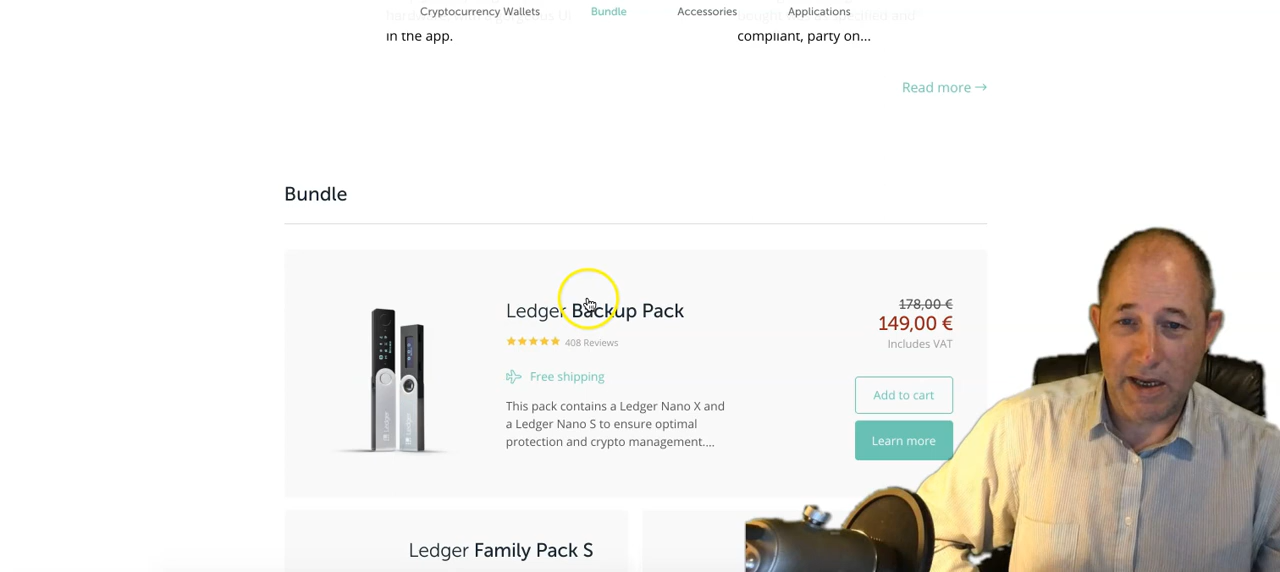 Cryptocurrency Wallets Bundle Accessories Applications
in the app.
compliant, party on...
Read more →
Bundle
Ledger Backup Pack
408 Reviews
Free shipping
This pack contains a Ledger Nano X and
a Ledger Nano S to ensure optimal
protection and crypto management....
178,00 €
149,00 €
Includes VAT
Add to cart
Learn more
Ledger
Ledger
Ledger Family Pack S